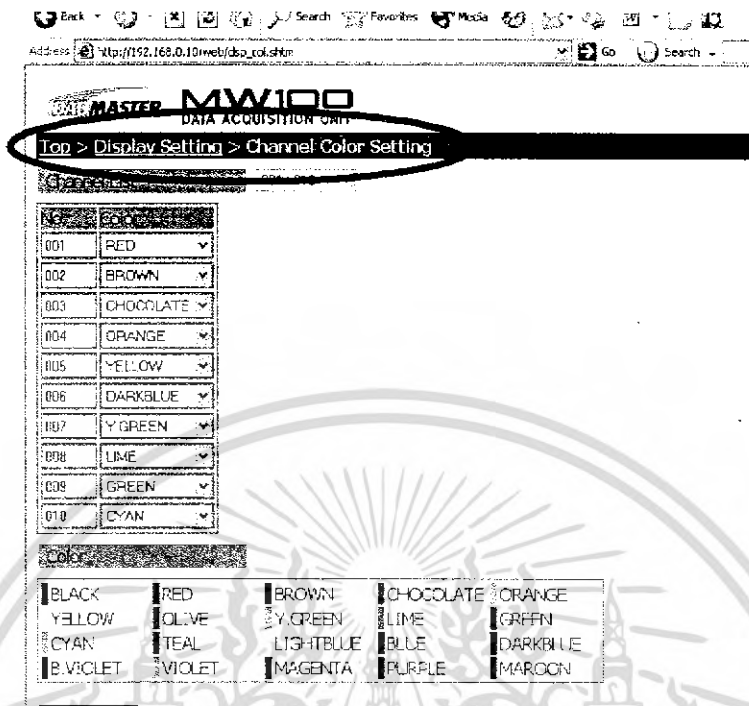 Back Search Favorites Media
Address http://192.168.0.10/web/dsp_col.shtm Go Search
MASTER MW100
DATA ACQUISITION UNIT
Top > Display Setting > Channel Color Setting
No. Color
001 RED
002 BROWN
003 CHOCOLATE
004 ORANGE
005 YELLOW
006 DARKBLUE
007 Y.GREEN
008 LIME
009 GREEN
010 CYAN
Color
BLACK RED BROWN CHOCOLATE ORANGE
YELLOW OLIVE Y.GREEN LIME GREEN
CYAN TEAL LIGHTBLUE BLUE DARKBLUE
B.VIOLET VIOLET MAGENTA PURPLE MAROON